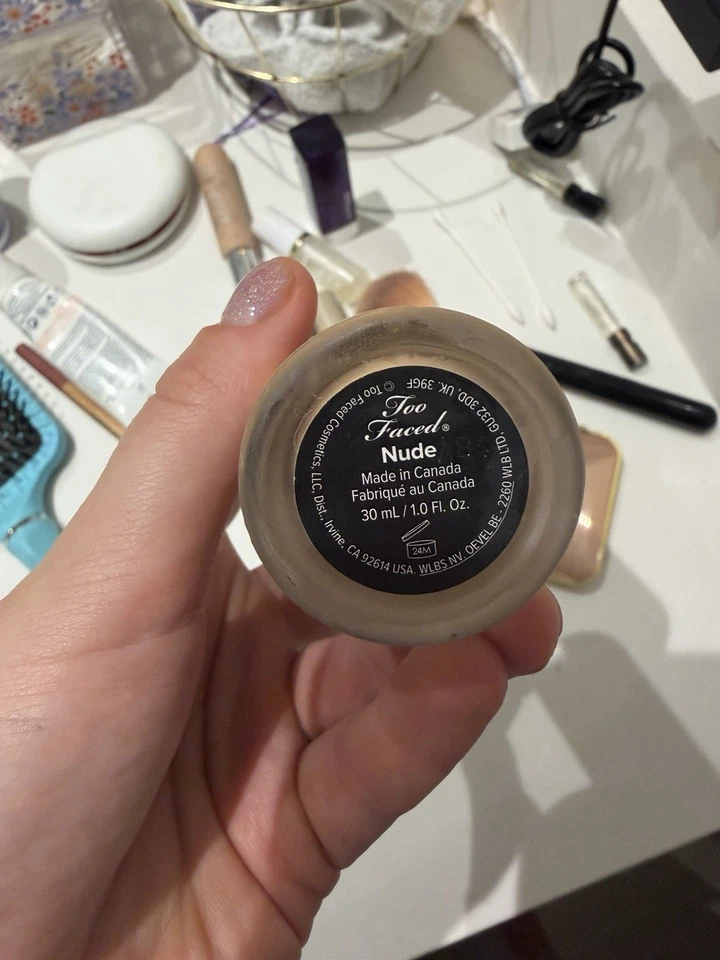 Too
Faced®
Nude
Made in Canada
Fabriqué au Canada
30 mL / 1.0 Fl. Oz.
24M
© Too Faced Cosmetics, LLC. Dist., Irvine, CA 92614 USA. WLBS NV. OEVEL BE - 2260 WLB LTD. GU32 3DD, UK. 39GF